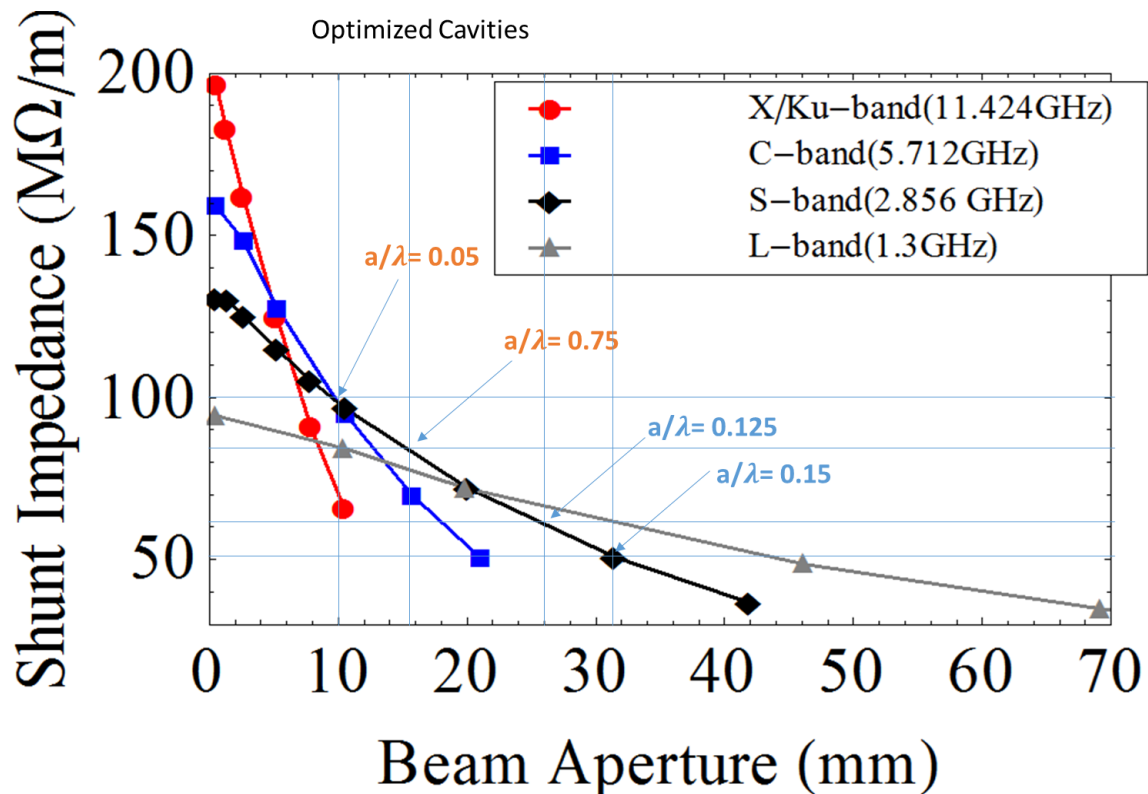 Optimized Cavities
Shunt Impedance (MΩ/m)
200
150
100
50
X/Ku−band(11.424GHz)
C−band(5.712GHz)
S−band(2.856 GHz)
L−band(1.3GHz)
a/λ= 0.05
a/λ= 0.75
a/λ= 0.125
a/λ= 0.15
0 10 20 30 40 50 60 70
Beam Aperture (mm)